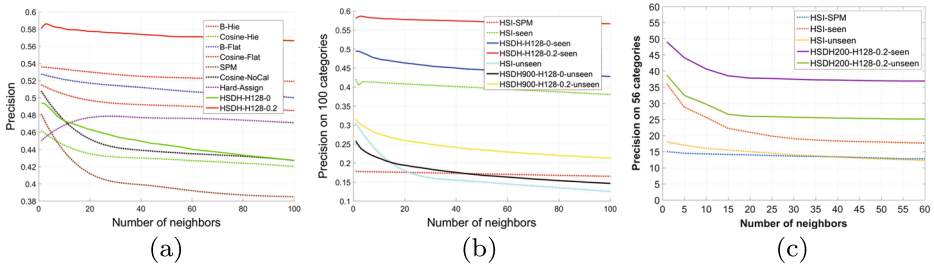 0.6
0.58
0.56
0.54
0.52
0.5
0.48
0.46
0.44
0.42
0.4
0.38
Precision
B-Hie
Cosine-Hie
B-Flat
Cosine-Flat
SPM
Cosine-NoCal
Hard-Assign
HSDH-H128-0
HSDH-H128-0.2
0 20 40 60 80 100
Number of neighbors
(a)
0.6
0.55
0.5
0.45
0.4
0.35
0.3
0.25
0.2
0.15
0.1
Precision on 100 categories
HSI-SPM
HSI-seen
HSDH-H128-0-seen
HSDH-H128-0.2-seen
HSI-unseen
HSDH900-H128-0-unseen
HSDH900-H128-0.2-unseen
0 20 40 60 80 100
Number of neighbors
(b)
60
55
50
45
40
35
30
25
20
15
10
5
0
Precision on 56 categories
HSI-SPM
HSI-seen
HSI-unseen
HSDH200-H128-0.2-seen
HSDH200-H128-0.2-unseen
0 5 10 15 20 25 30 35 40 45 50 55 60
Number of neighbors
(c)